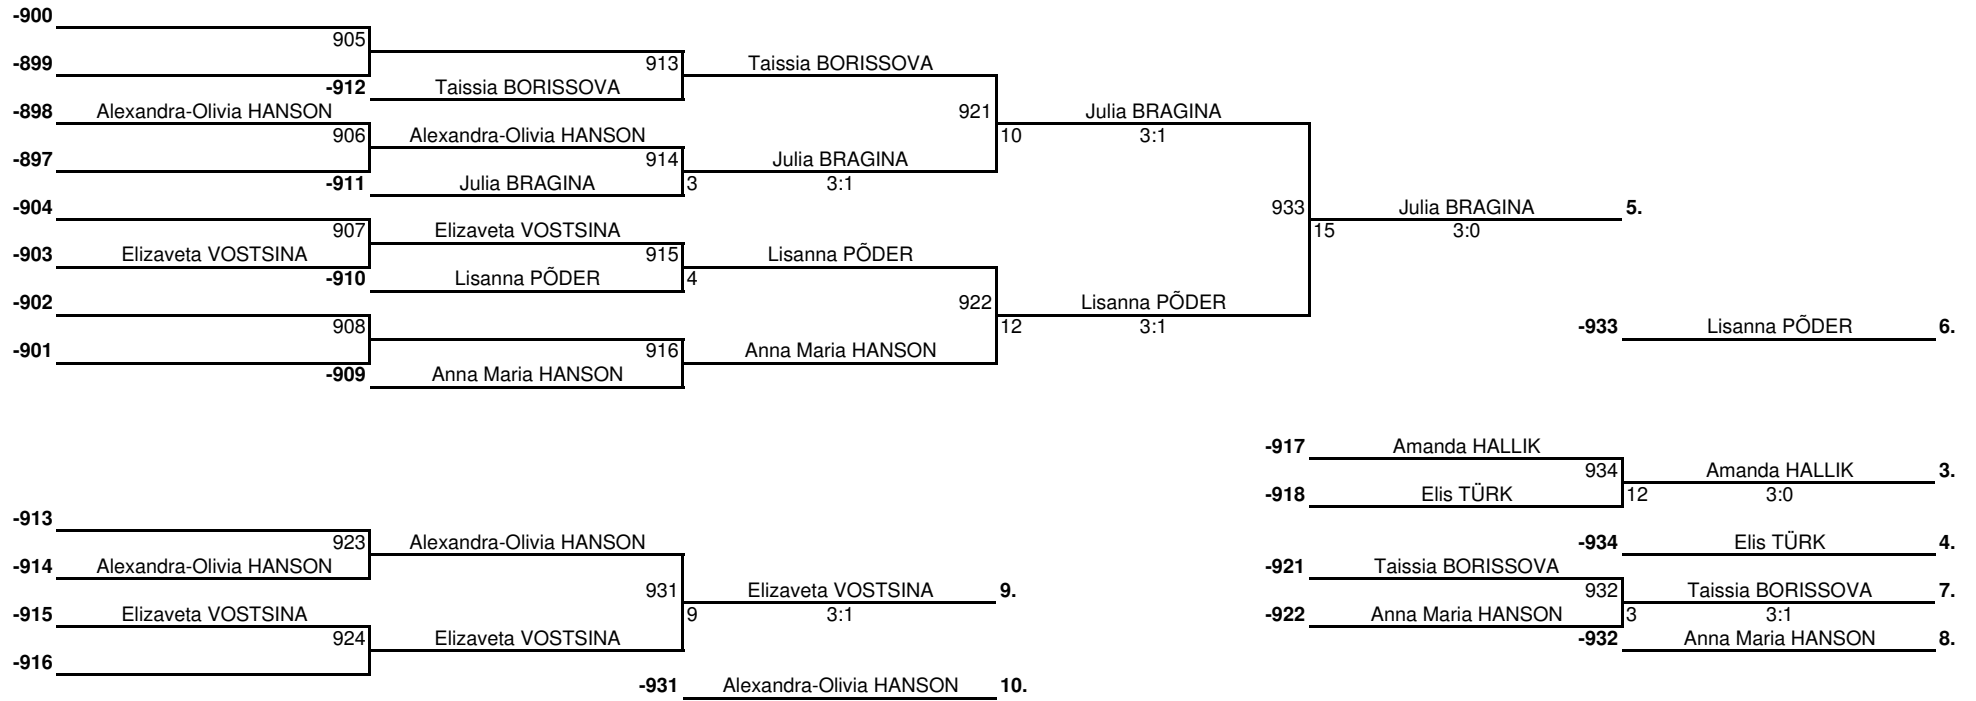 -900
905
-899
913 Taissia BORISSOVA
-912 Taissia BORISSOVA
-898 Alexandra-Olivia HANSON
921 Julia BRAGINA
906 Alexandra-Olivia HANSON
10 3:1
-897
914 Julia BRAGINA
-911 Julia BRAGINA 3 3:1
-904
933 Julia BRAGINA 5.
907 Elizaveta VOSTSINA
15 3:0
-903 Elizaveta VOSTSINA
915 Lisanna PÕDER
-910 Lisanna PÕDER 4
-902
922 Lisanna PÕDER
908
12 3:1
-933 Lisanna PÕDER 6.
-901
916 Anna Maria HANSON
-909 Anna Maria HANSON
-917 Amanda HALLIK
934 Amanda HALLIK 3.
-918 Elis TÜRK 12 3:0
-913
923 Alexandra-Olivia HANSON
-934 Elis TÜRK 4.
-914 Alexandra-Olivia HANSON
-921 Taissia BORISSOVA
931 Elizaveta VOSTSINA 9.
932 Taissia BORISSOVA 7.
-915 Elizaveta VOSTSINA
9 3:1
-922 Anna Maria HANSON 3 3:1
924 Elizaveta VOSTSINA
-932 Anna Maria HANSON 8.
-916
-931 Alexandra-Olivia HANSON 10.